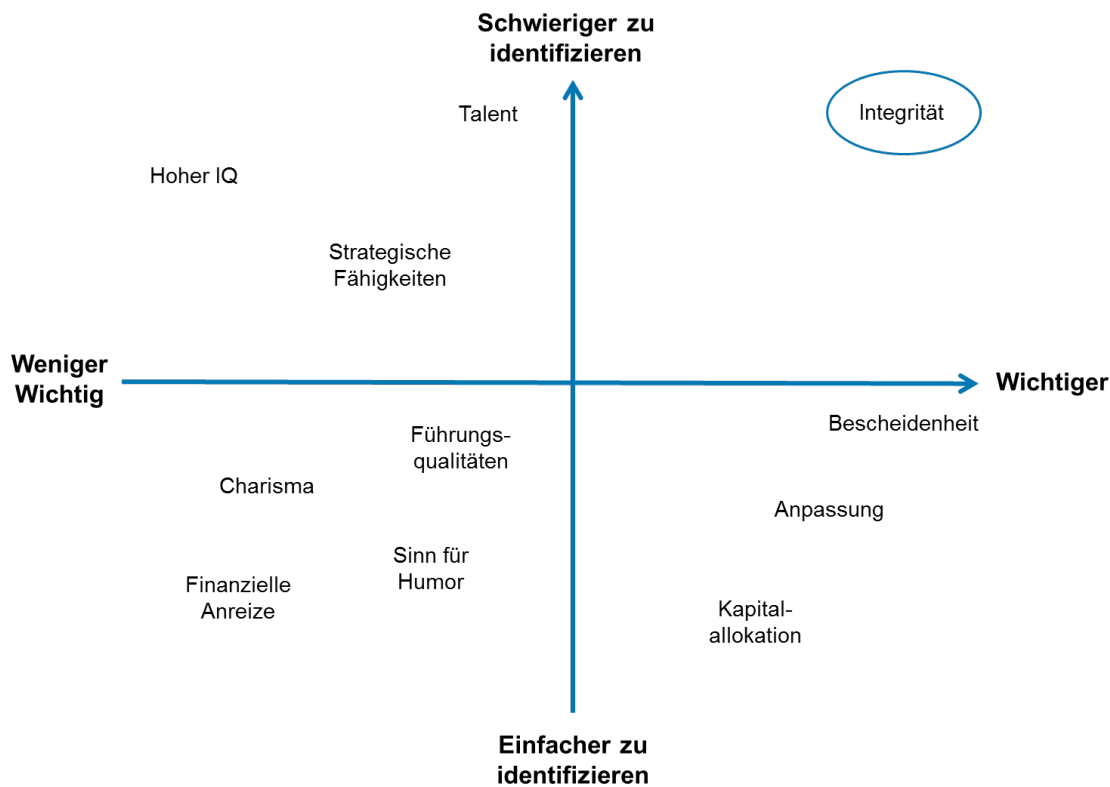 Schwieriger zu
identifizieren
Talent
Integrität
Hoher IQ
Strategische
Fähigkeiten
Weniger
Wichtig
Wichtiger
Bescheidenheit
Führungs-
qualitäten
Charisma
Anpassung
Sinn für
Humor
Finanzielle
Anreize
Kapital-
allokation
Einfacher zu
identifizieren